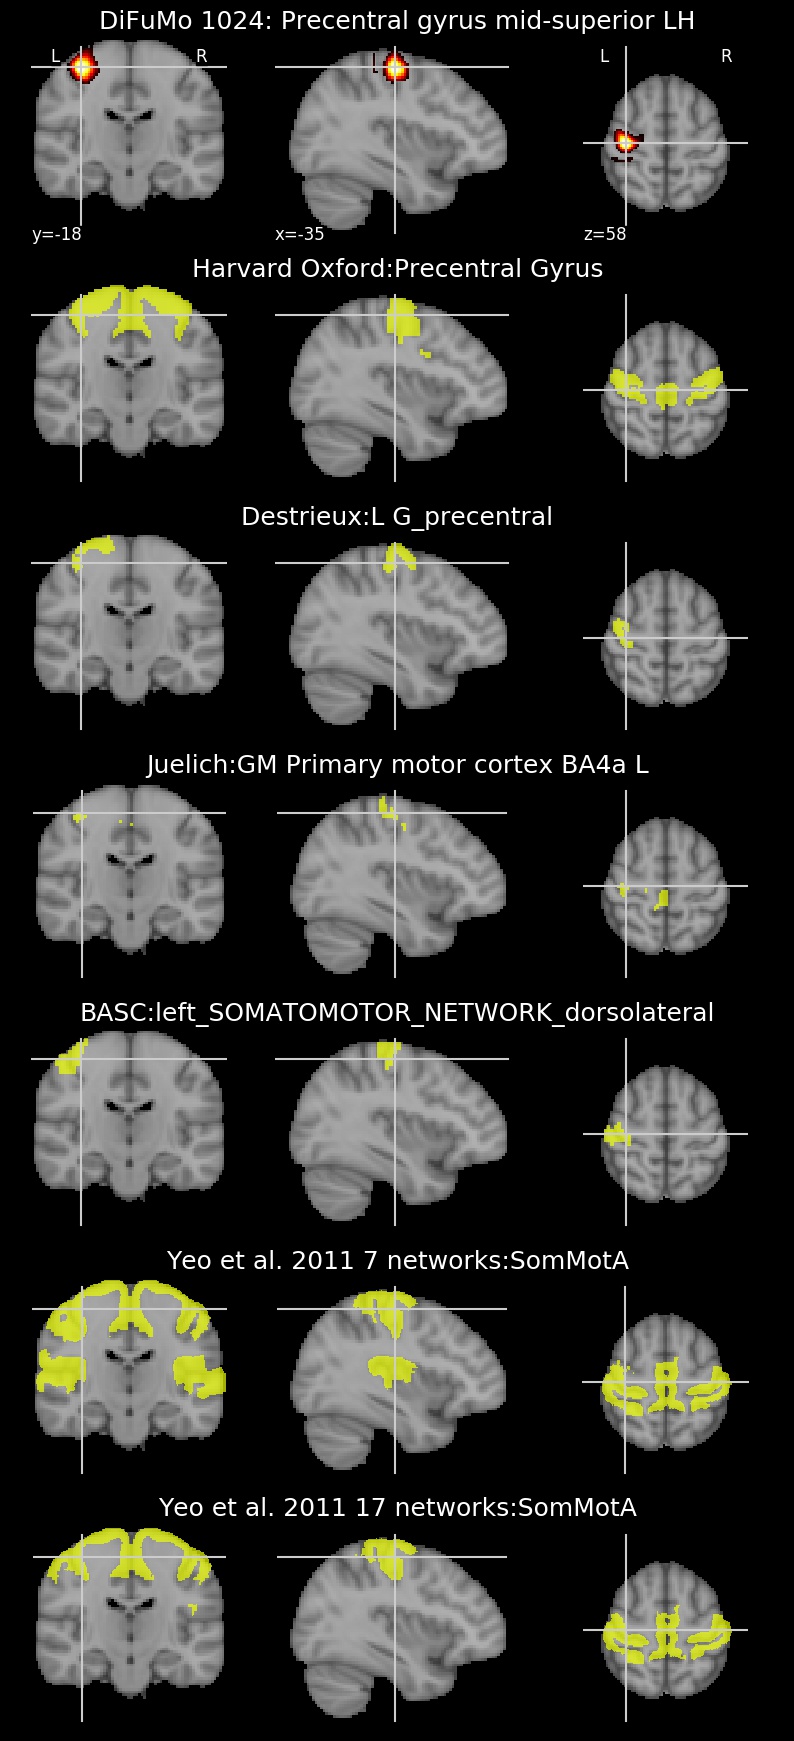 DiFuMo 1024: Precentral gyrus mid-superior LH
L R L R
y=-18 x=-35 z=58
Harvard Oxford:Precentral Gyrus
Destrieux:L G_precentral
Juelich:GM Primary motor cortex BA4a L
BASC:left_SOMATOMOTOR_NETWORK_dorsolateral
Yeo et al. 2011 7 networks:SomMotA
Yeo et al. 2011 17 networks:SomMotA